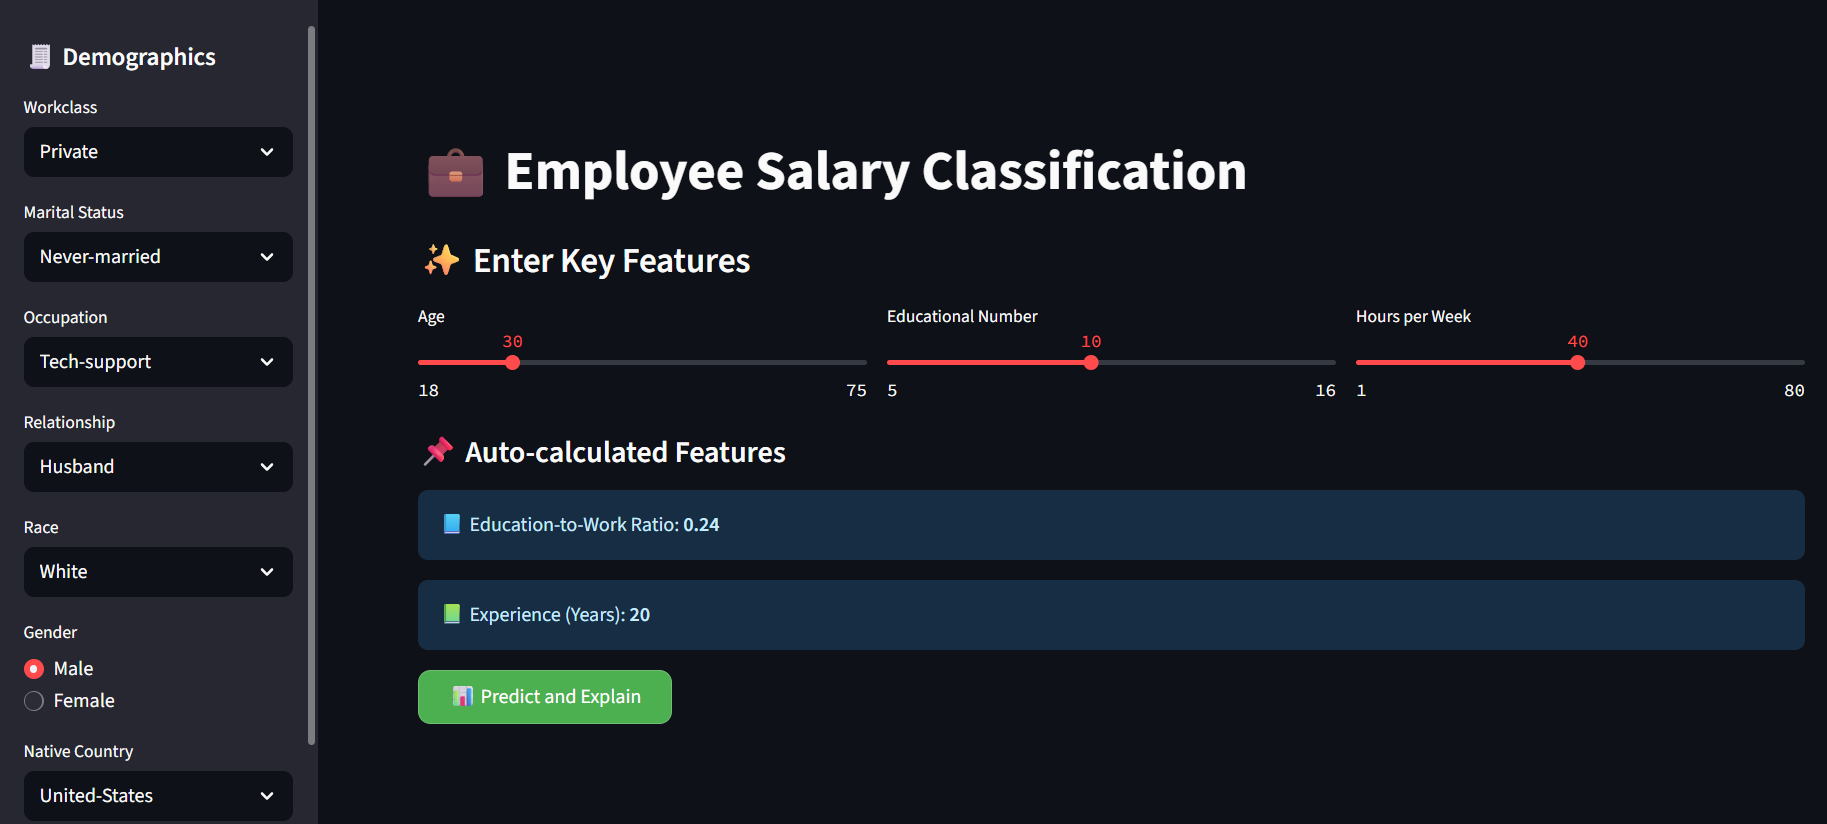 Demographics
Workclass
Private
Marital Status
Never-married
Occupation
Tech-support
Relationship
Husband
Race
White
Gender
Male
Female
Native Country
United-States
Employee Salary Classification
Enter Key Features
Age
30
18 75
Educational Number
10
5 16
Hours per Week
40
1 80
Auto-calculated Features
Education-to-Work Ratio: 0.24
Experience (Years): 20
Predict and Explain